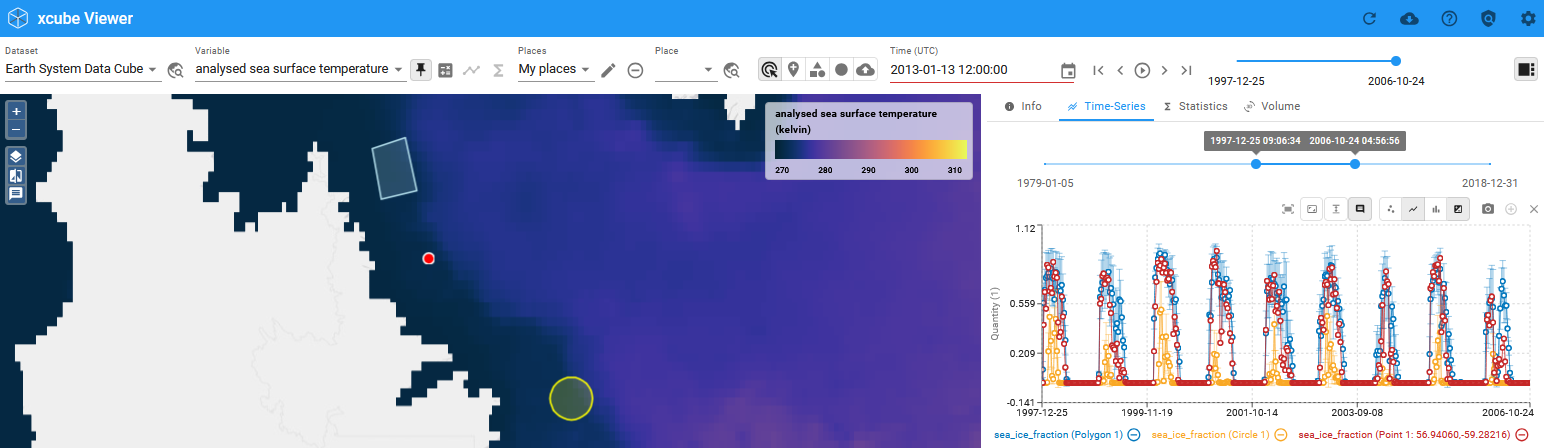 xcube Viewer
Dataset Variable Places Place Time (UTC)
Earth System Data Cube analysed sea surface temperature My places 2013-01-13 12:00:00
1997-12-25 2006-10-24
Info Time-Series Statistics Volume
analysed sea surface temperature
(kelvin)
270 280 290 300 310
1997-12-25 09:06:34 2006-10-24 04:56:56
1979-01-05 2018-12-31
1.12
0.559
0.209
-0.141
Quantity (1)
1997-12-25 1999-11-19 2001-10-14 2003-09-08 2006-10-24
sea_ice_fraction (Polygon 1) sea_ice_fraction (Circle 1) sea_ice_fraction (Point 1: 56.94060,-59.28216)